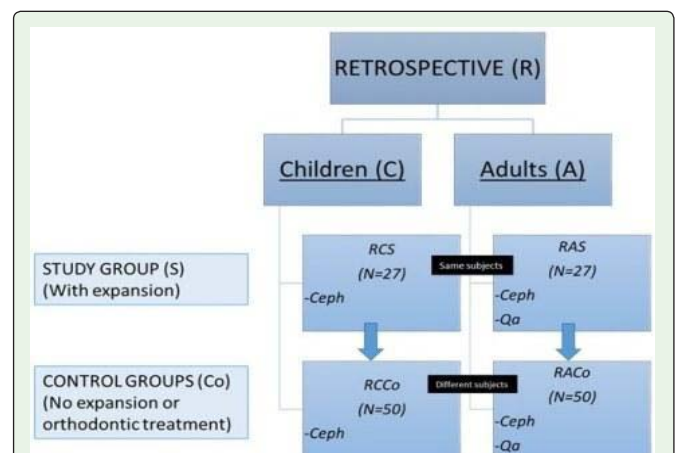 RETROSPECTIVE (R)
Children (C)
Adults (A)
STUDY GROUP (S)
(With expansion)
RCS
(N=27)
-Ceph
Same subjects
RAS
(N=27)
-Ceph
-Qa
CONTROL GROUPS (Co)
(No expansion or
orthodontic treatment)
RCCo
(N=50)
-Ceph
Different subjects
RACo
(N=50)
-Ceph
-Qa